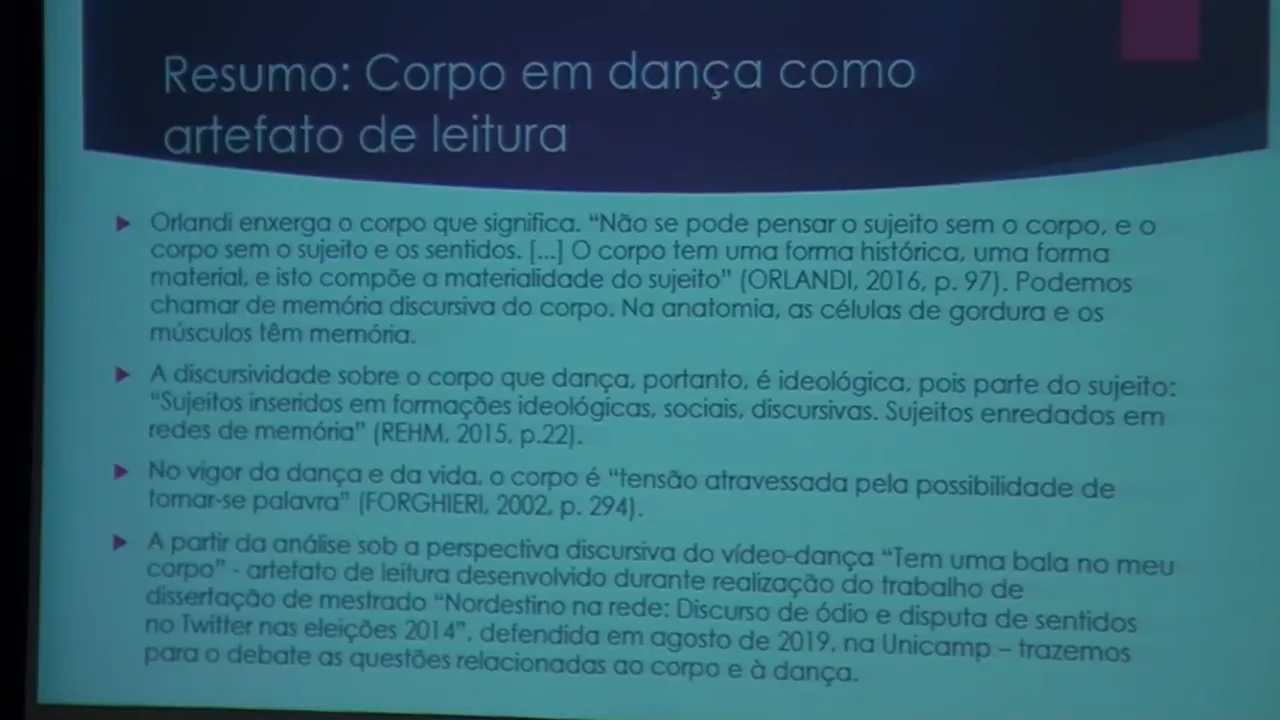 Resumo: Corpo em dança como
artefato de leitura
Orlandi enxerga o corpo que significa. “Não se pode pensar o sujeito sem o corpo, e o
corpo sem o sujeito e os sentidos. [...] O corpo tem uma forma histórica, uma forma
material, e isto compõe a materialidade do sujeito” (ORLANDI, 2016, p. 97). Podemos
chamar de memória discursiva do corpo. Na anatomia, as células de gordura e os
músculos têm memória.
A discursividade sobre o corpo que dança, portanto, é ideológica, pois parte do sujeito:
“Sujeitos inseridos em formações ideológicas, sociais, discursivas. Sujeitos enredados em
redes de memória” (REHM, 2015, p.22).
No vigor da dança e da vida, o corpo é “tensão atravessada pela possibilidade de
tornar-se palavra” (FORGHIERI, 2002, p. 294).
A partir da análise sob a perspectiva discursiva do vídeo-dança “Tem uma bala no meu
corpo” - artefato de leitura desenvolvido durante realização do trabalho de
dissertação de mestrado “Nordestino na rede: Discurso de ódio e disputa de sentidos
no Twitter nas eleições 2014”, defendida em agosto de 2019, na Unicamp – trazemos
para o debate as questões relacionadas ao corpo e à dança.